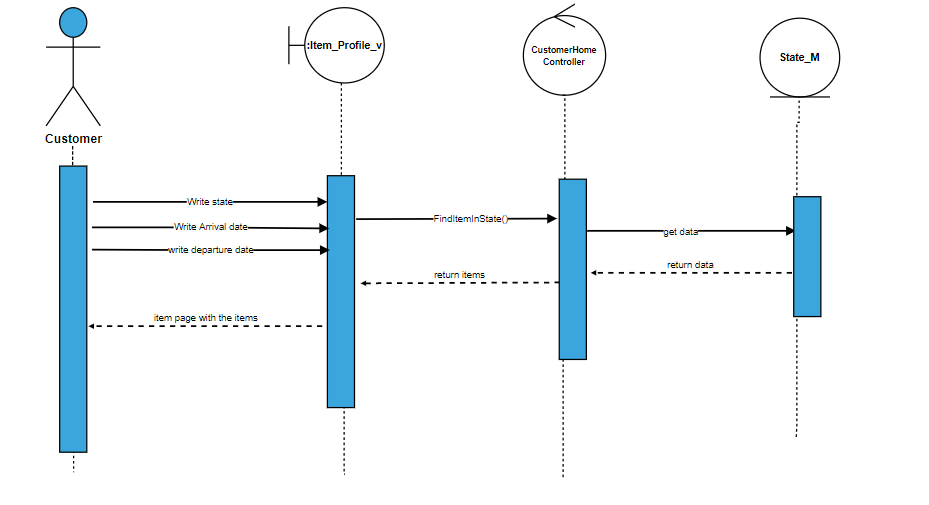 :Item_Profile_v
CustomerHome
Controller
State_M
Customer
Write state
FindItemInState()
Write Arrival date
get data
write departure date
return data
return items
item page with the items